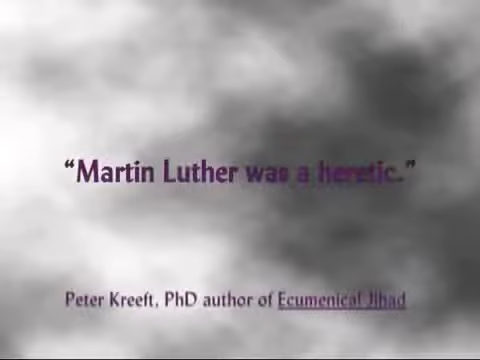 “Martin Luther was a heretic.”
Peter Kreeft, PhD author of Ecumenical Jihad